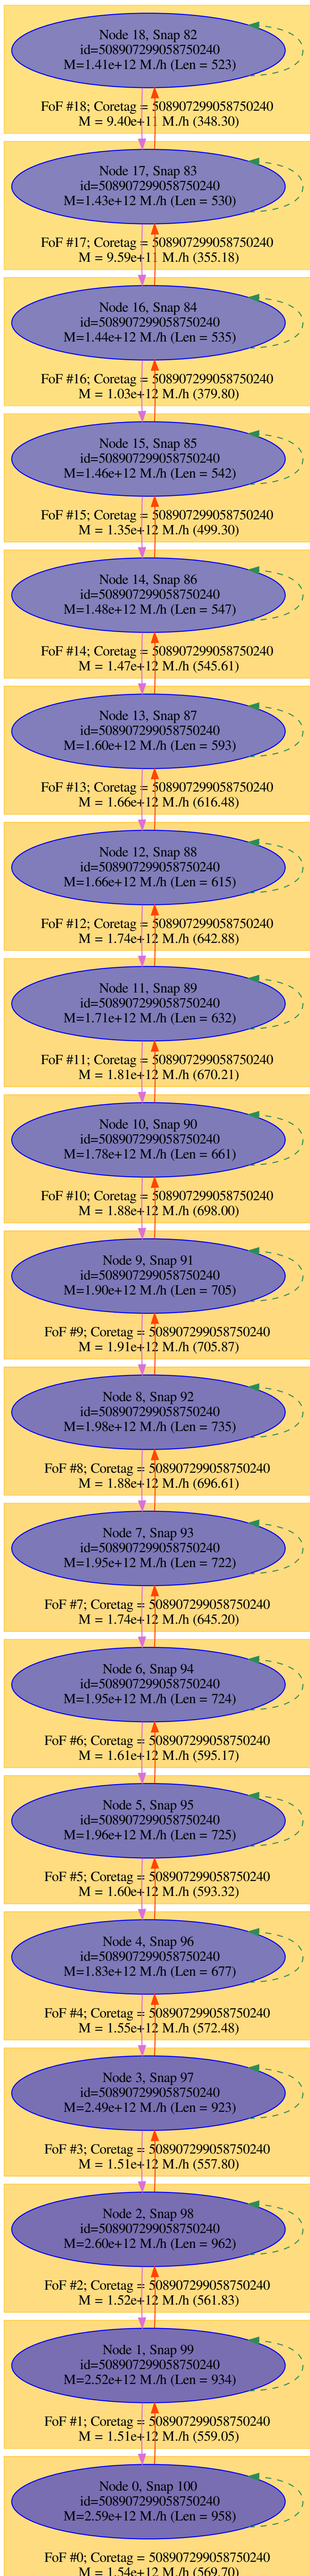 Node 18, Snap 82
id=508907299058750240
M=1.41e+12 M./h (Len = 523)
FoF #18; Coretag = 508907299058750240
M = 9.40e+11 M./h (348.30)
Node 17, Snap 83
id=508907299058750240
M=1.43e+12 M./h (Len = 530)
FoF #17; Coretag = 508907299058750240
M = 9.59e+11 M./h (355.18)
Node 16, Snap 84
id=508907299058750240
M=1.44e+12 M./h (Len = 535)
FoF #16; Coretag = 508907299058750240
M = 1.03e+12 M./h (379.80)
Node 15, Snap 85
id=508907299058750240
M=1.46e+12 M./h (Len = 542)
FoF #15; Coretag = 508907299058750240
M = 1.35e+12 M./h (499.30)
Node 14, Snap 86
id=508907299058750240
M=1.48e+12 M./h (Len = 547)
FoF #14; Coretag = 508907299058750240
M = 1.47e+12 M./h (545.61)
Node 13, Snap 87
id=508907299058750240
M=1.60e+12 M./h (Len = 593)
FoF #13; Coretag = 508907299058750240
M = 1.66e+12 M./h (616.48)
Node 12, Snap 88
id=508907299058750240
M=1.66e+12 M./h (Len = 615)
FoF #12; Coretag = 508907299058750240
M = 1.74e+12 M./h (642.88)
Node 11, Snap 89
id=508907299058750240
M=1.71e+12 M./h (Len = 632)
FoF #11; Coretag = 508907299058750240
M = 1.81e+12 M./h (670.21)
Node 10, Snap 90
id=508907299058750240
M=1.78e+12 M./h (Len = 661)
FoF #10; Coretag = 508907299058750240
M = 1.88e+12 M./h (698.00)
Node 9, Snap 91
id=508907299058750240
M=1.90e+12 M./h (Len = 705)
FoF #9; Coretag = 508907299058750240
M = 1.91e+12 M./h (705.87)
Node 8, Snap 92
id=508907299058750240
M=1.98e+12 M./h (Len = 735)
FoF #8; Coretag = 508907299058750240
M = 1.88e+12 M./h (696.61)
Node 7, Snap 93
id=508907299058750240
M=1.95e+12 M./h (Len = 722)
FoF #7; Coretag = 508907299058750240
M = 1.74e+12 M./h (645.20)
Node 6, Snap 94
id=508907299058750240
M=1.95e+12 M./h (Len = 724)
FoF #6; Coretag = 508907299058750240
M = 1.61e+12 M./h (595.17)
Node 5, Snap 95
id=508907299058750240
M=1.96e+12 M./h (Len = 725)
FoF #5; Coretag = 508907299058750240
M = 1.60e+12 M./h (593.32)
Node 4, Snap 96
id=508907299058750240
M=1.83e+12 M./h (Len = 677)
FoF #4; Coretag = 508907299058750240
M = 1.55e+12 M./h (572.48)
Node 3, Snap 97
id=508907299058750240
M=2.49e+12 M./h (Len = 923)
FoF #3; Coretag = 508907299058750240
M = 1.51e+12 M./h (557.80)
Node 2, Snap 98
id=508907299058750240
M=2.60e+12 M./h (Len = 962)
FoF #2; Coretag = 508907299058750240
M = 1.52e+12 M./h (561.83)
Node 1, Snap 99
id=508907299058750240
M=2.52e+12 M./h (Len = 934)
FoF #1; Coretag = 508907299058750240
M = 1.51e+12 M./h (559.05)
Node 0, Snap 100
id=508907299058750240
M=2.59e+12 M./h (Len = 958)
FoF #0; Coretag = 508907299058750240
M = 1.54e+12 M./h (569.70)